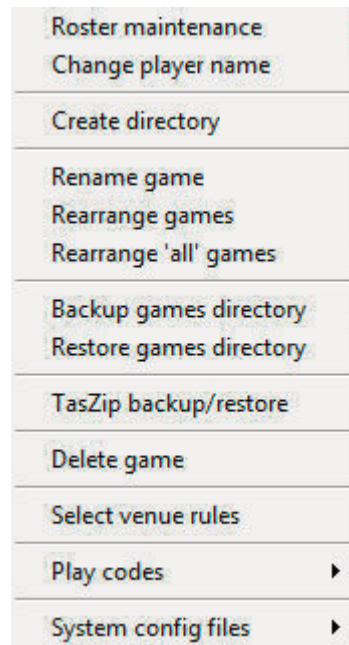 Roster maintenance
Change player name
Create directory
Rename game
Rearrange games
Rearrange 'all' games
Backup games directory
Restore games directory
TasZip backup/restore
Delete game
Select venue rules
Play codes
System config files